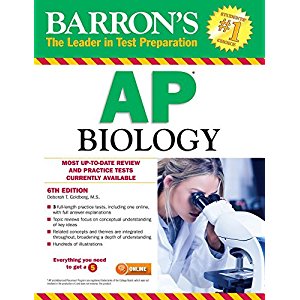 BARRON'S
The Leader in Test Preparation
STUDENTS'
#1
CHOICE
AP*
BIOLOGY
MOST UP-TO-DATE REVIEW
AND PRACTICE TESTS
CURRENTLY AVAILABLE
6TH EDITION
Deborah T. Goldberg, M.S.
• 3 full-length practice tests, including one online,
with full answer explanations
• Topic reviews focus on conceptual understanding
of key ideas
• Related concepts and themes are integrated
throughout, broadening a depth of understanding
• Hundreds of illustrations
Everything you need
to get a 5
ONLINE